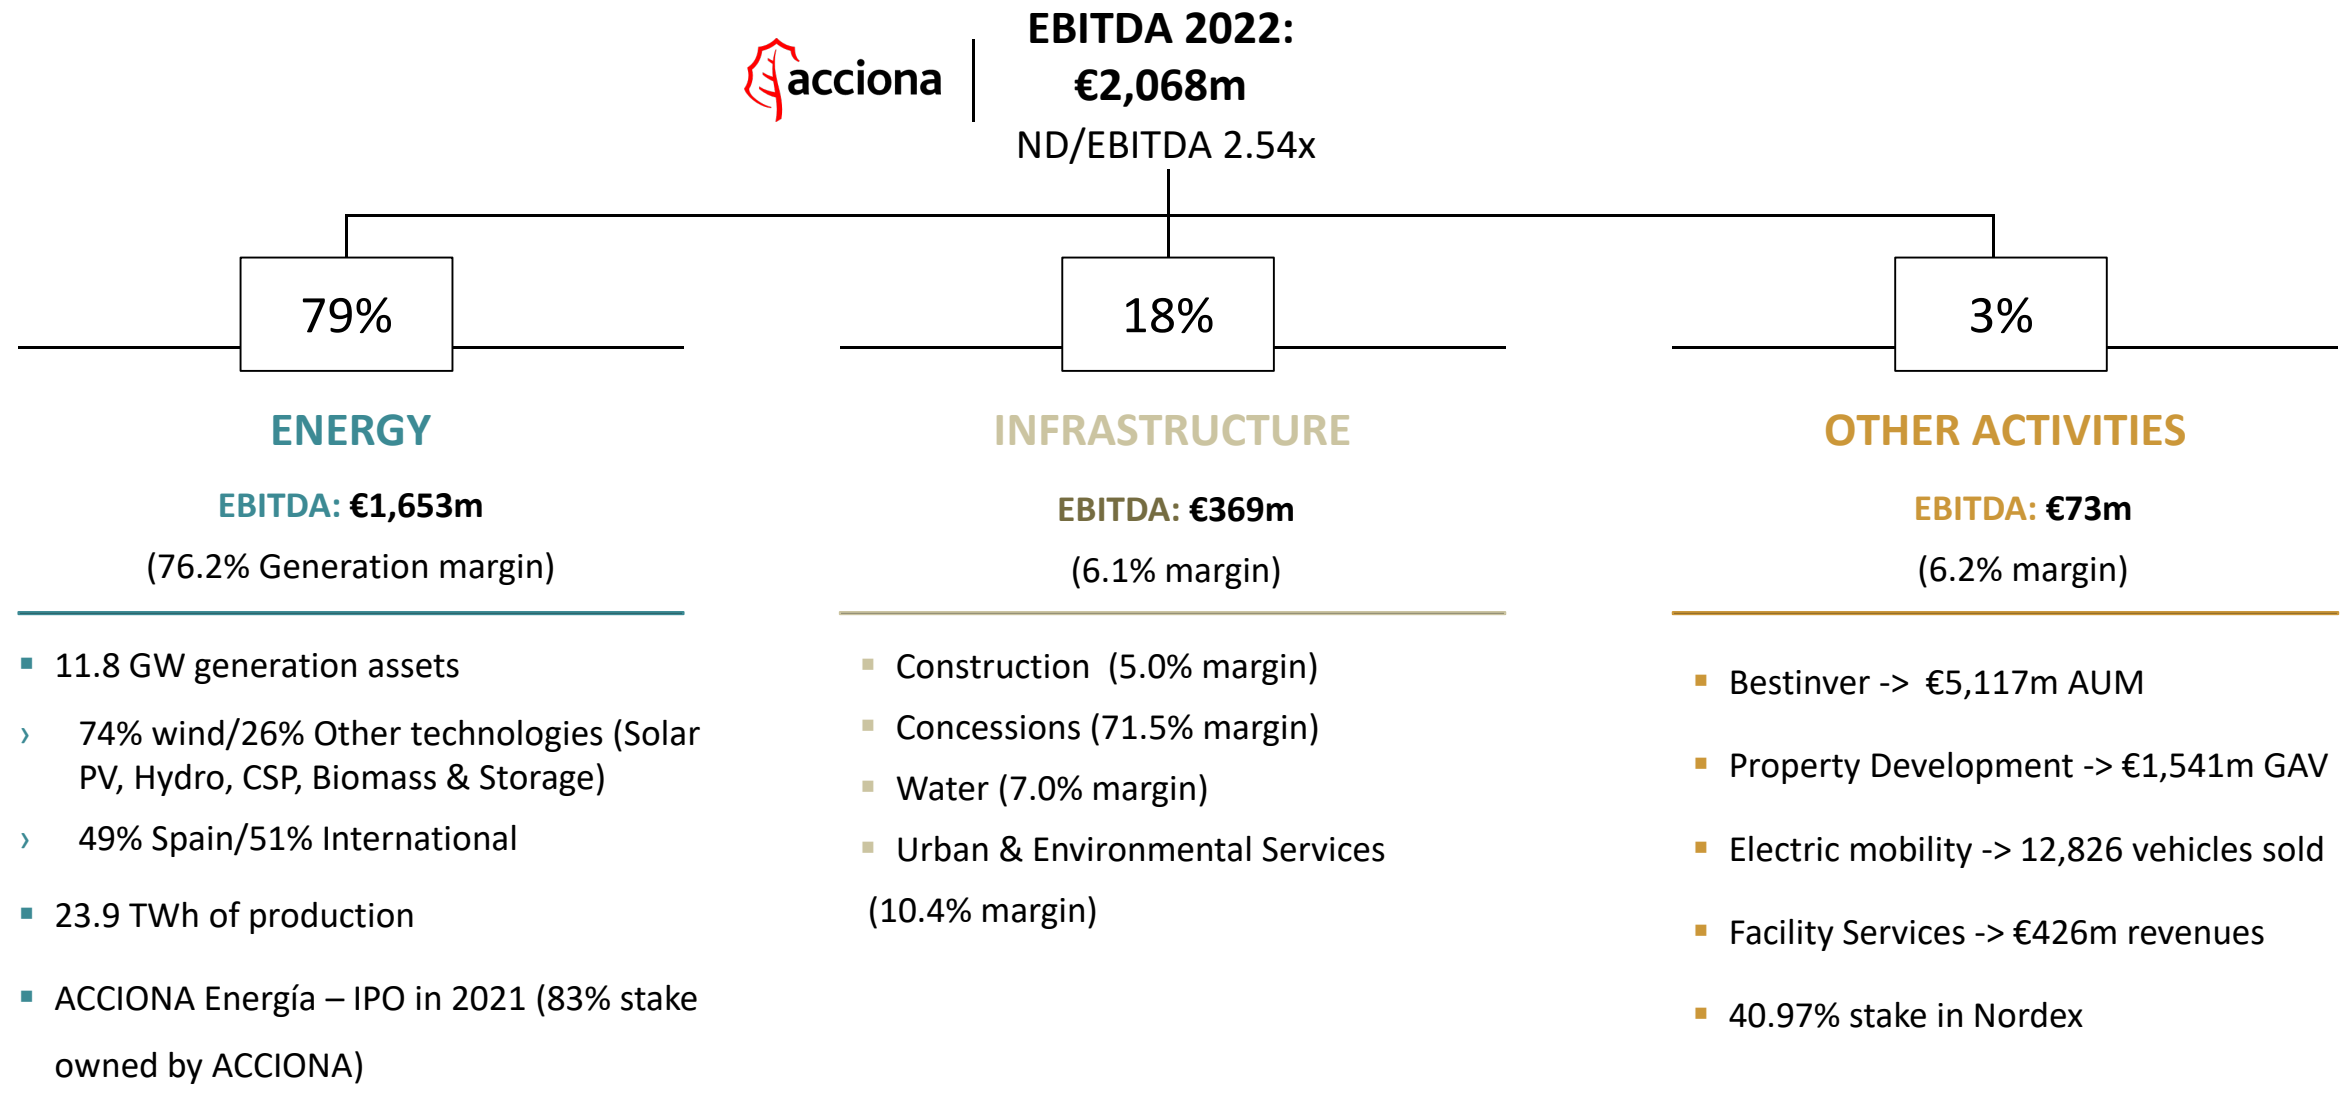 acciona
EBITDA 2022:
€2,068m
ND/EBITDA 2.54x
79%
ENERGY
EBITDA: €1,653m
(76.2% Generation margin)
▪ 11.8 GW generation assets
› 74% wind/26% Other technologies (Solar
PV, Hydro, CSP, Biomass & Storage)
› 49% Spain/51% International
▪ 23.9 TWh of production
▪ ACCIONA Energía – IPO in 2021 (83% stake
owned by ACCIONA)
18%
INFRASTRUCTURE
EBITDA: €369m
(6.1% margin)
▪ Construction (5.0% margin)
▪ Concessions (71.5% margin)
▪ Water (7.0% margin)
▪ Urban & Environmental Services
(10.4% margin)
3%
OTHER ACTIVITIES
EBITDA: €73m
(6.2% margin)
▪ Bestinver -> €5,117m AUM
▪ Property Development -> €1,541m GAV
▪ Electric mobility -> 12,826 vehicles sold
▪ Facility Services -> €426m revenues
▪ 40.97% stake in Nordex